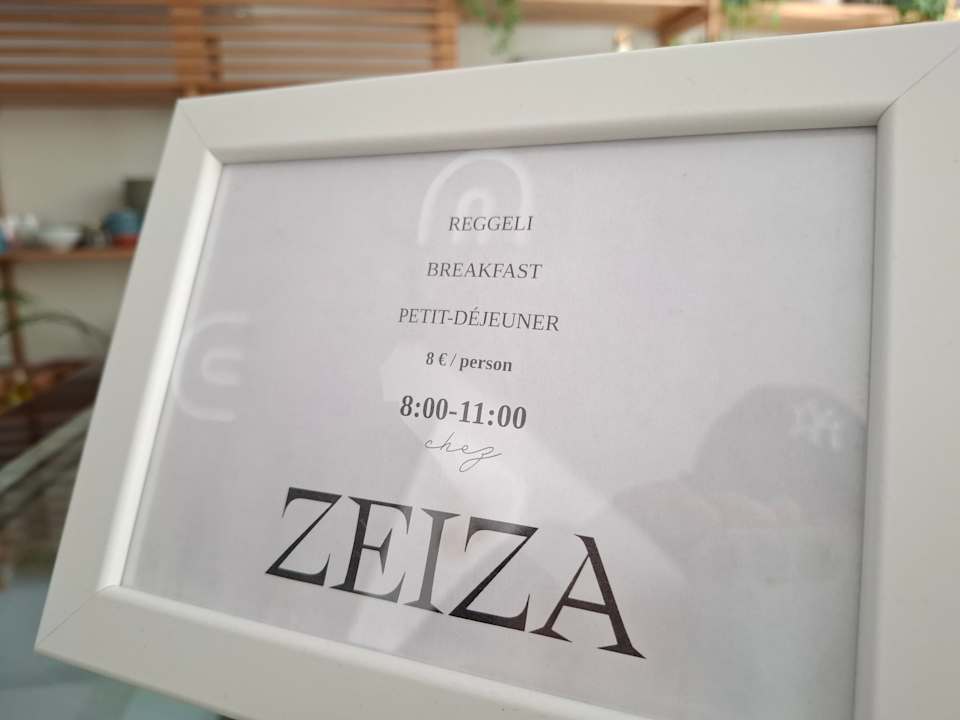 REGGELI
BREAKFAST
PETIT-DÉJEUNER
8 € / person
8:00-11:00
chez
ZEIZA